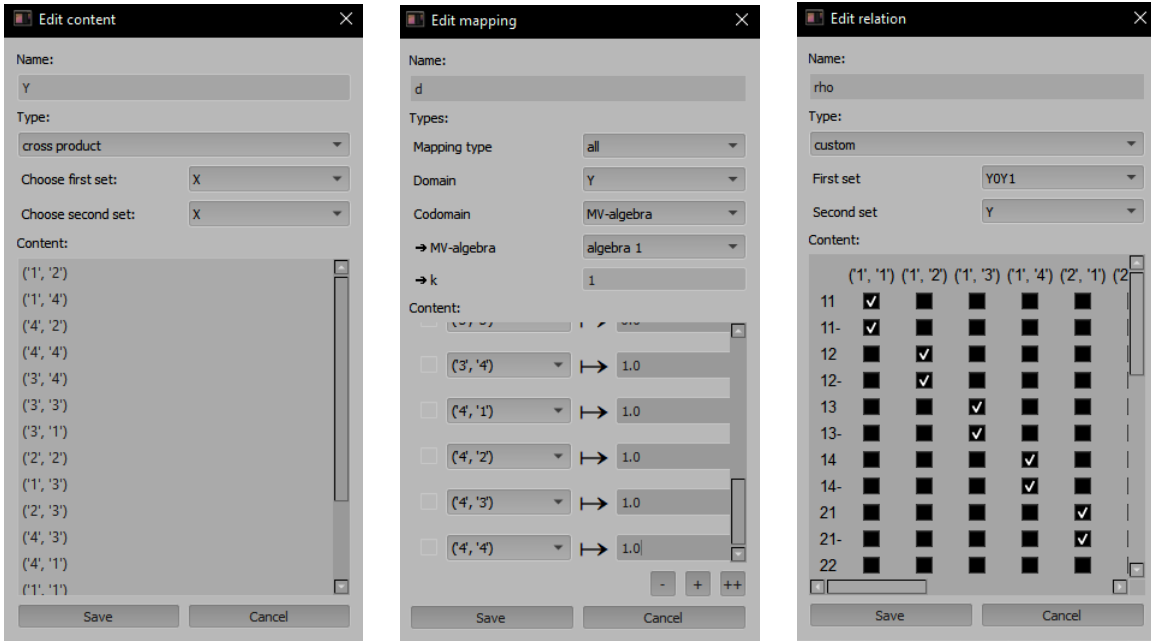 Edit content
Name:
Y
Type:
cross product
Choose first set: X
Choose second set: X
Content:
('1', '2')
('1', '4')
('4', '2')
('4', '4')
('3', '4')
('3', '3')
('3', '1')
('2', '2')
('1', '3')
('2', '3')
('4', '3')
('4', '1')
('1', '1')
Save Cancel
Edit mapping
Name:
d
Types:
Mapping type all
Domain Y
Codomain MV-algebra
➔ MV-algebra algebra 1
➔ k 1
Content:
('3', '4') ↦ 1.0
('4', '1') ↦ 1.0
('4', '2') ↦ 1.0
('4', '3') ↦ 1.0
('4', '4') ↦ 1.0
- + ++
Save Cancel
Edit relation
Name:
rho
Type:
custom
First set Y0Y1
Second set Y
Content:
('1', '1') ('1', '2') ('1', '3') ('1', '4') ('2', '1') ('2
11
11-
12
12-
13
13-
14
14-
21
21-
22
Save Cancel